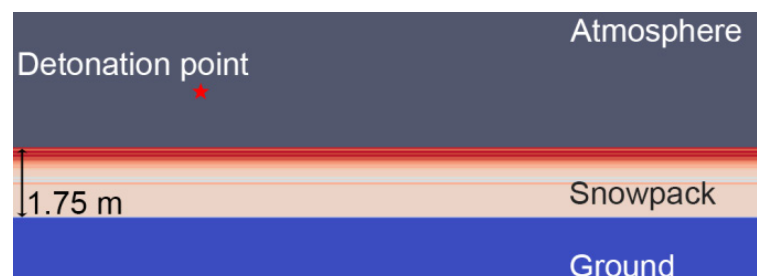 Atmosphere
Detonation point
1.75 m
Snowpack
Ground